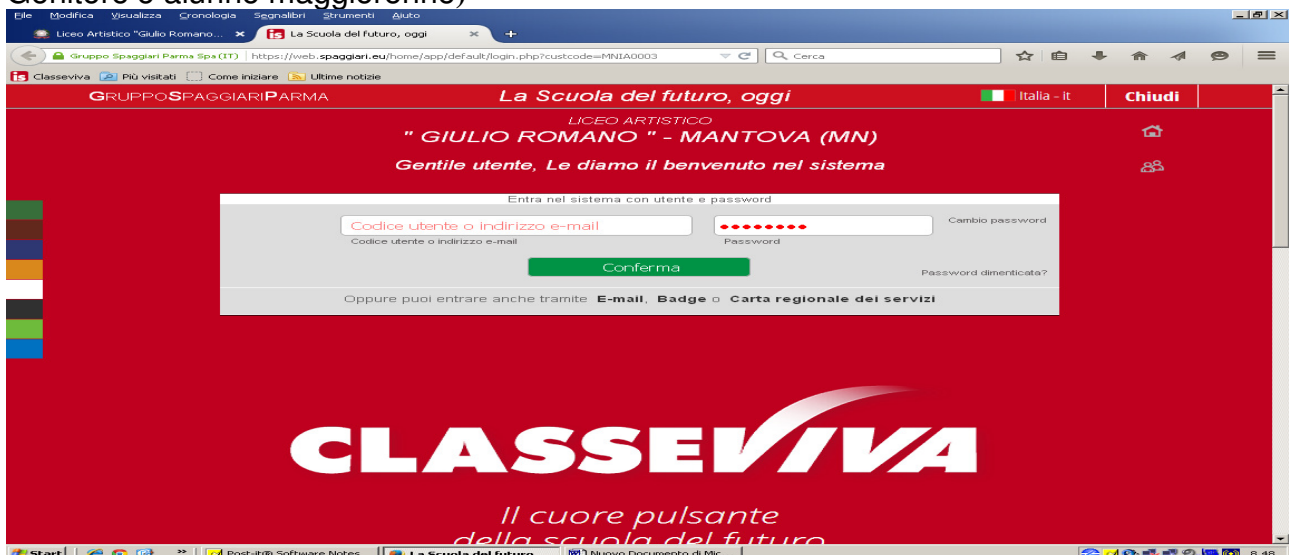 Genitore o alunno maggiorenne)
File Modifica Visualizza Cronologia Segnalibri Strumenti Aiuto
Liceo Artistico "Giulio Romano... La Scuola del futuro, oggi
Gruppo Spaggiari Parma Spa (IT) https://web.spaggiari.eu/home/app/default/login.php?custcode=MNIA0003 Cerca
Classeviva Più visitati Come iniziare Ultime notizie
GRUPPOSPAGGIARIPARMA La Scuola del futuro, oggi Italia - it Chiudi
LICEO ARTISTICO
" GIULIO ROMANO " - MANTOVA (MN)
Gentile utente, Le diamo il benvenuto nel sistema
Entra nel sistema con utente e password
Codice utente o indirizzo e-mail Cambio password
Codice utente o indirizzo e-mail Password
Conferma
Password dimenticata?
Oppure puoi entrare anche tramite E-mail, Badge o Carta regionale dei servizi
CLASSEVIVA
Il cuore pulsante
della scuola del futuro
Start Post-it® Software Notes La Scuola del futuro... Nuovo Documento di Mic... 8.48